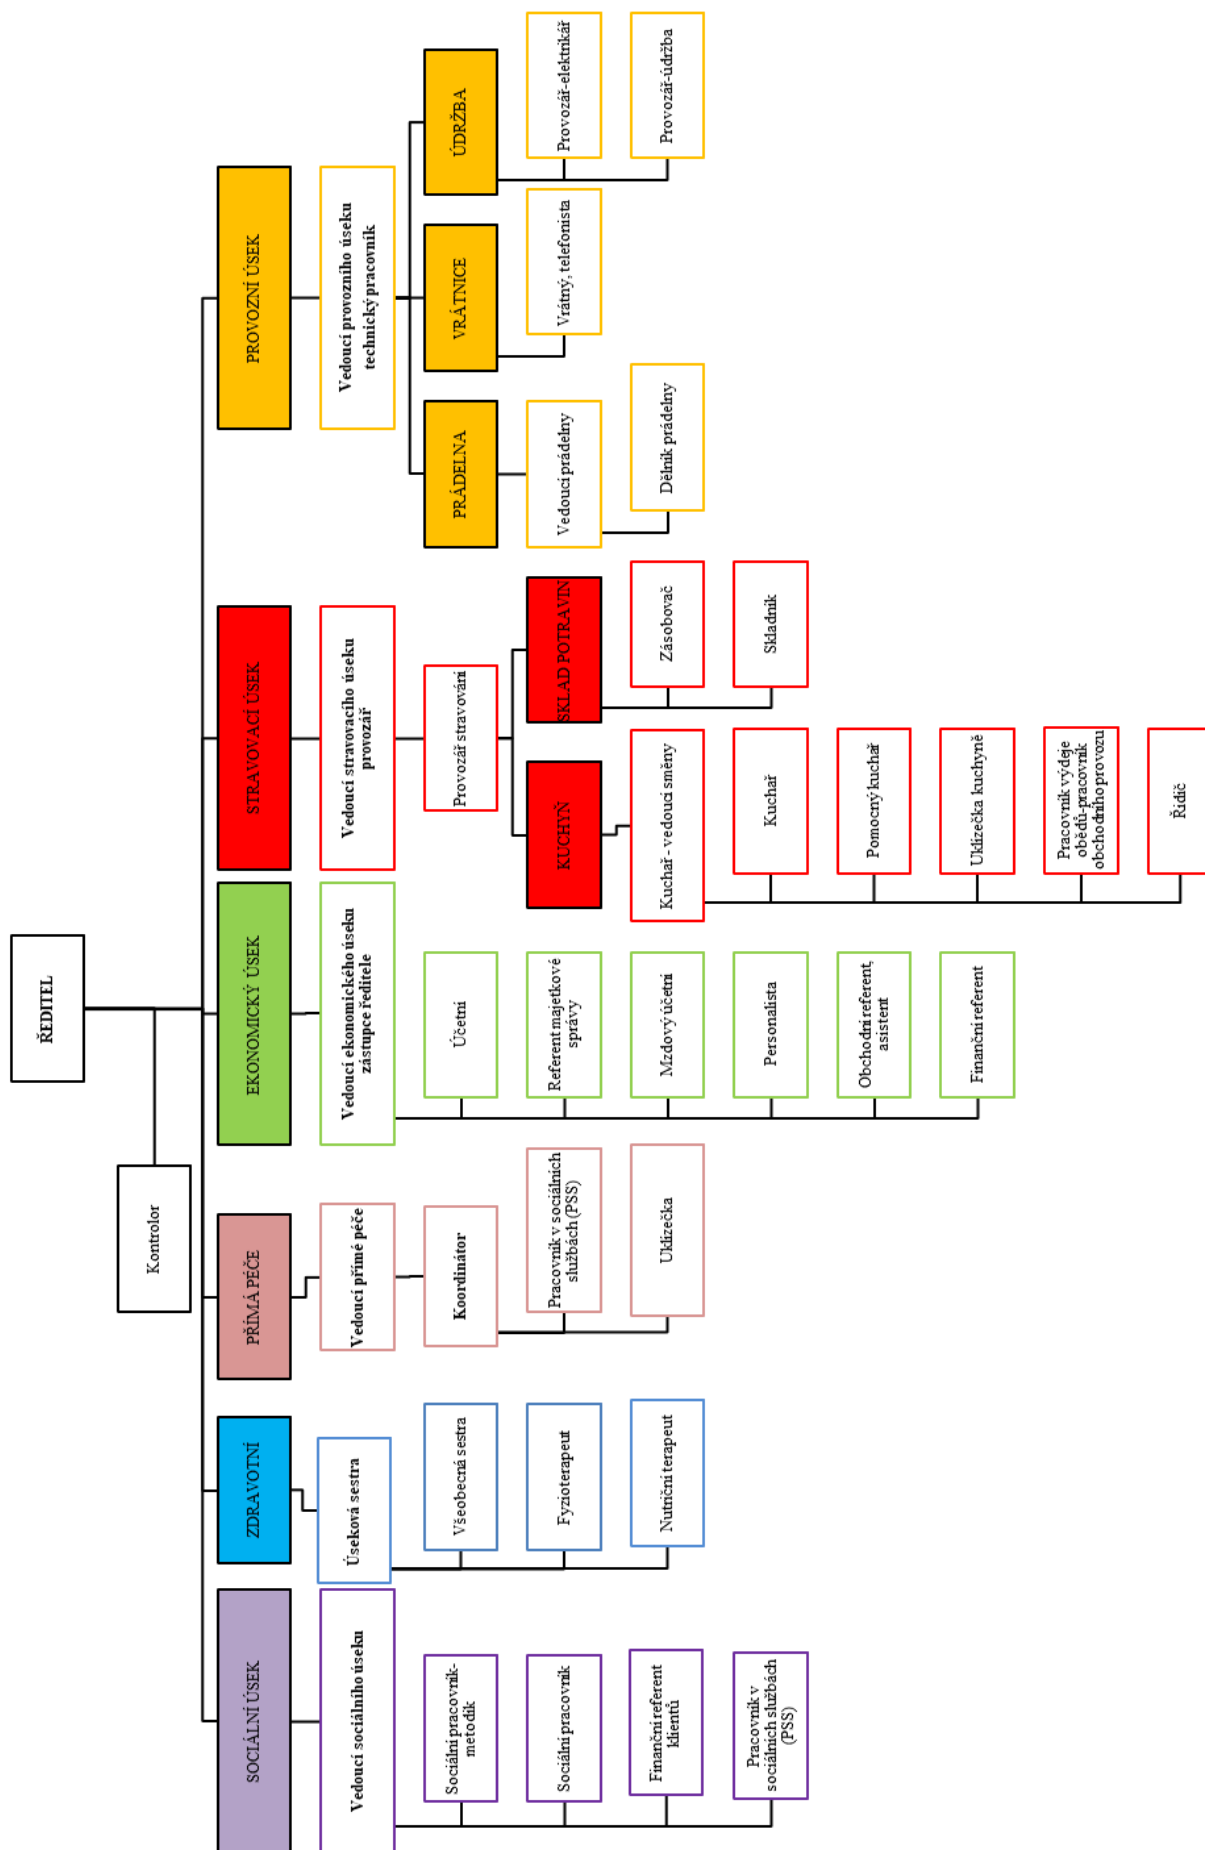 ŘEDITEL
Kontrolor
SOCIÁLNÍ ÚSEK
Vedoucí sociálního úseku
Sociální pracovník-
metodik
Sociální pracovník
Finanční referent
klientů
Pracovník v
sociálních službách
(PSS)
ZDRAVOTNÍ
Úseková sestra
Všeobecná sestra
Fyzioterapeut
Nutriční terapeut
PŘÍMÁ PÉČE
Vedoucí přímé péče
Koordinátor
Pracovník v sociálních
službách (PSS)
Uklízečka
EKONOMICKÝ ÚSEK
Vedoucí ekonomického úseku
zástupce ředitele
Účetní
Referent majetkové
správy
Mzdový účetní
Personalista
Obchodní referent,
asistent
Finanční referent
STRAVOVACÍ ÚSEK
Vedoucí stravovacího úseku
provozář
Provozář stravování
KUCHYŇ
Kuchař - vedoucí směny
Kuchař
Pomocný kuchař
Uklízečka kuchyně
Pracovník výdeje
obědů-pracovník
obchodního provozu
Řidič
SKLAD POTRAVIN
Zásobovač
Skladník
PROVOZNÍ ÚSEK
Vedoucí provozního úseku
technický pracovník
PRÁDELNA
Vedoucí prádelny
Dělník prádelny
VRÁTNICE
Vrátný, telefonista
ÚDRŽBA
Provozář-elektrikář
Provozář-údržba